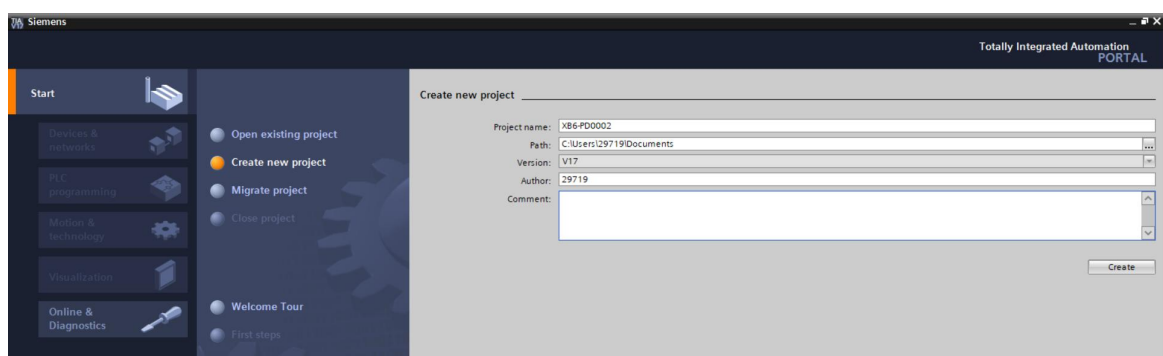 Siemens
Totally Integrated Automation
PORTAL
Start
Devices &
networks
PLC
programming
Motion &
technology
Visualization
Online &
Diagnostics
Open existing project
Create new project
Migrate project
Close project
Welcome Tour
First steps
Create new project
Project name: XB6-PD0002
Path: C:\Users\29719\Documents ...
Version: V17
Author: 29719
Comment:
Create